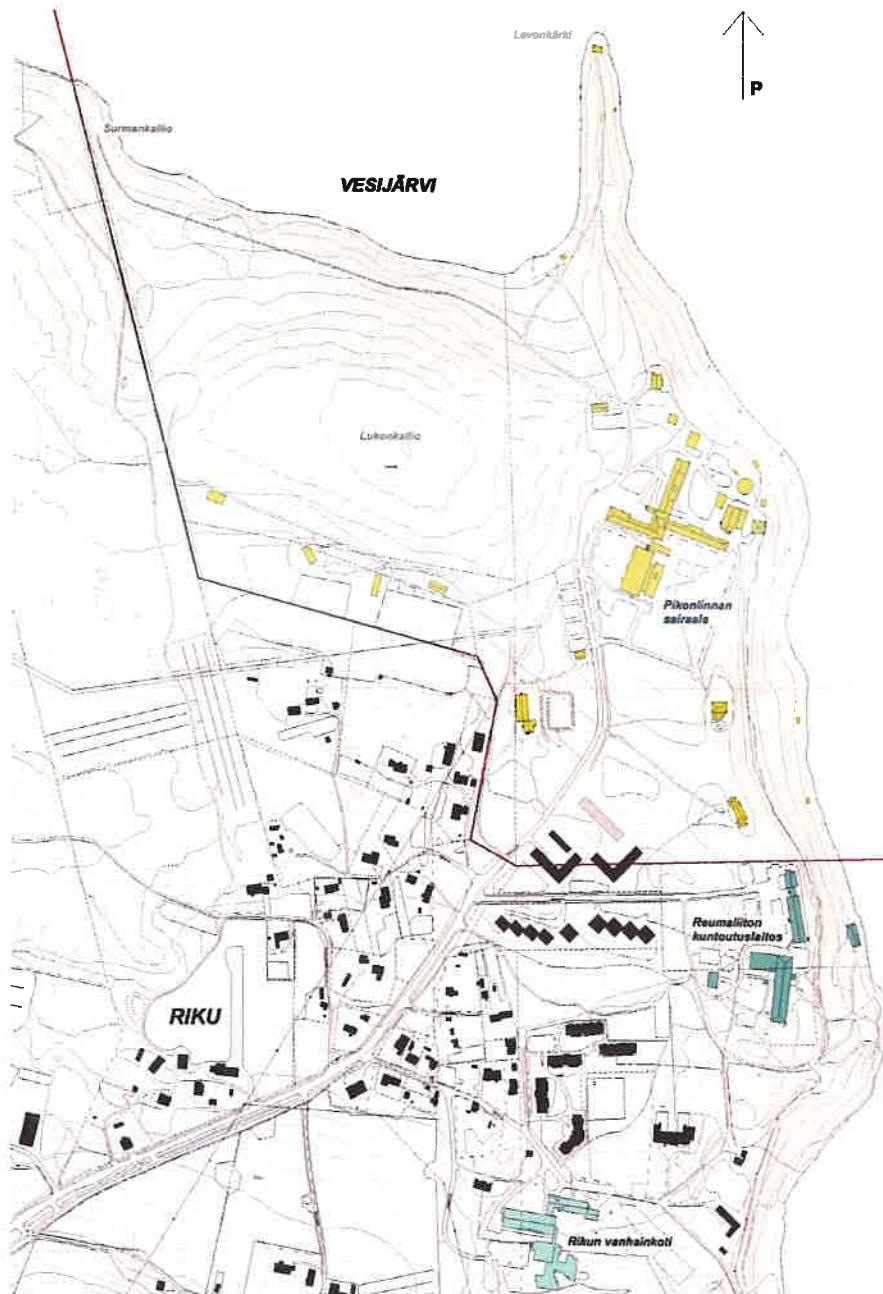 Levonkärki
P
Surmankallio
VESIJÄRVI
Lukonkallio
Pikonlinnan
sairaala
Reumaliiton
kuntoutuslaitos
RIKU
Rikun vanhainkoti